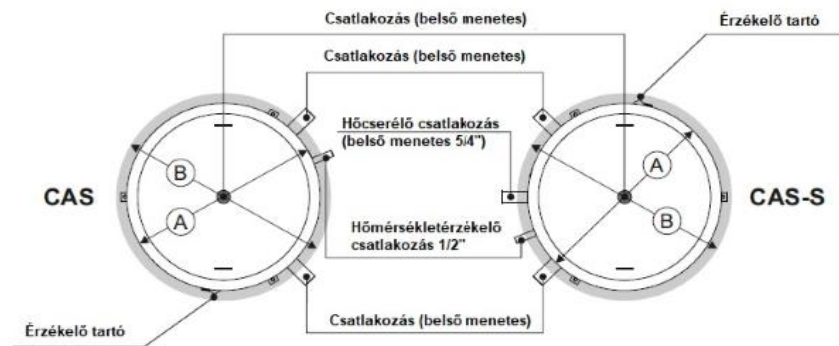 Csatlakozás (belső menetes)
Érzékelő tartó
Csatlakozás (belső menetes)
Hőcserélő csatlakozás
(belső menetes 5/4")
B
A
CAS
A
B
CAS-S
Hőmérsékletérzékelő
csatlakozás 1/2"
Csatlakozás (belső menetes)
Érzékelő tartó